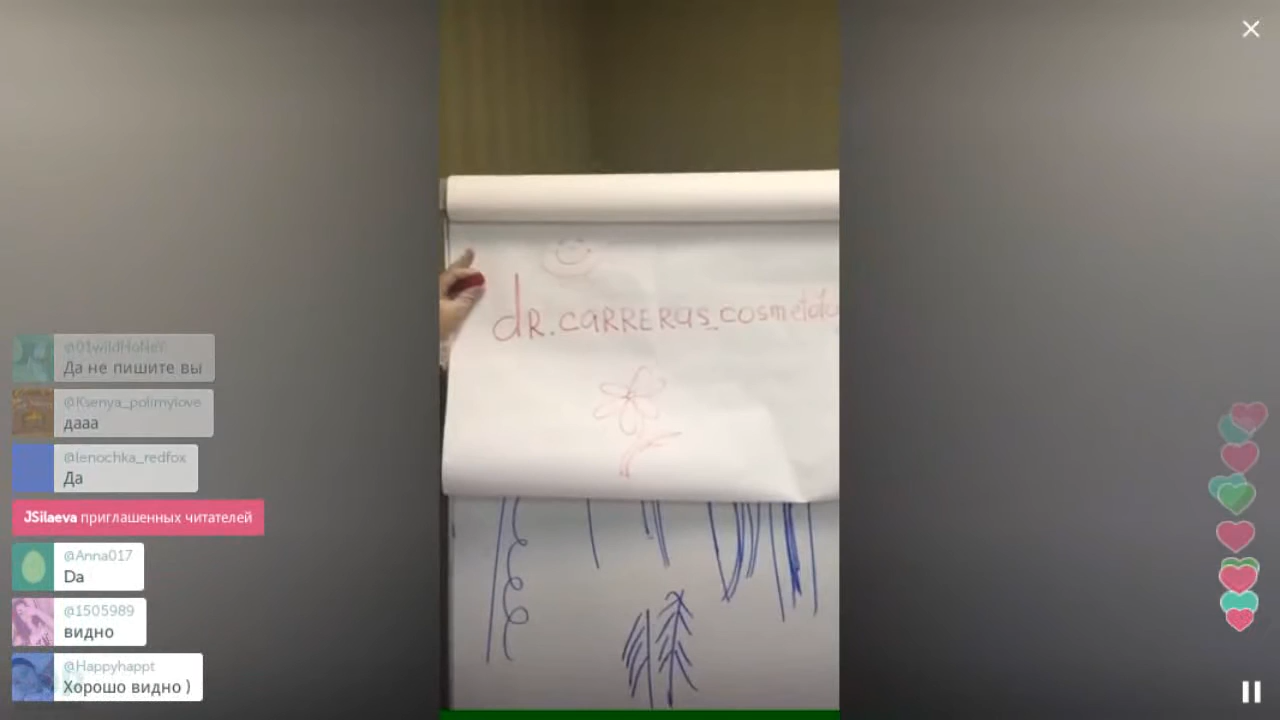 dR.CARRERAS_cosmetolo
@01wildHoNeY
Да не пишите вы
@Ksenya_polimylove
дааа
@lenochka_redfox
Да
JSilaeva приглашенных читателей
@Anna017
Da
@1505989
видно
@Happyhappt
Хорошо видно )